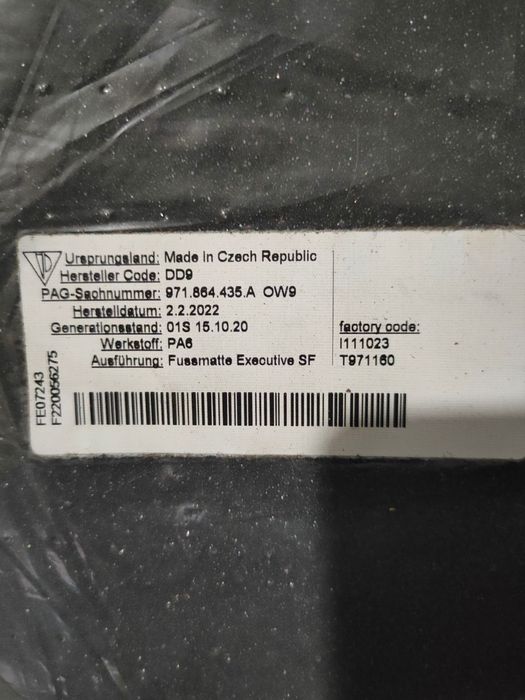 Ursprungsland: Made in Czech Republic
Hersteller Code: DD9
PAG-Sachnummer: 971.864.435.A OW9
Herstelldatum: 2.2.2022
Generationsstand: 01S 15.10.20
Werkstoff: PA6
Ausführung: Fussmatte Executive SF
factory code:
I111023
T971160
FE07243
F220056275